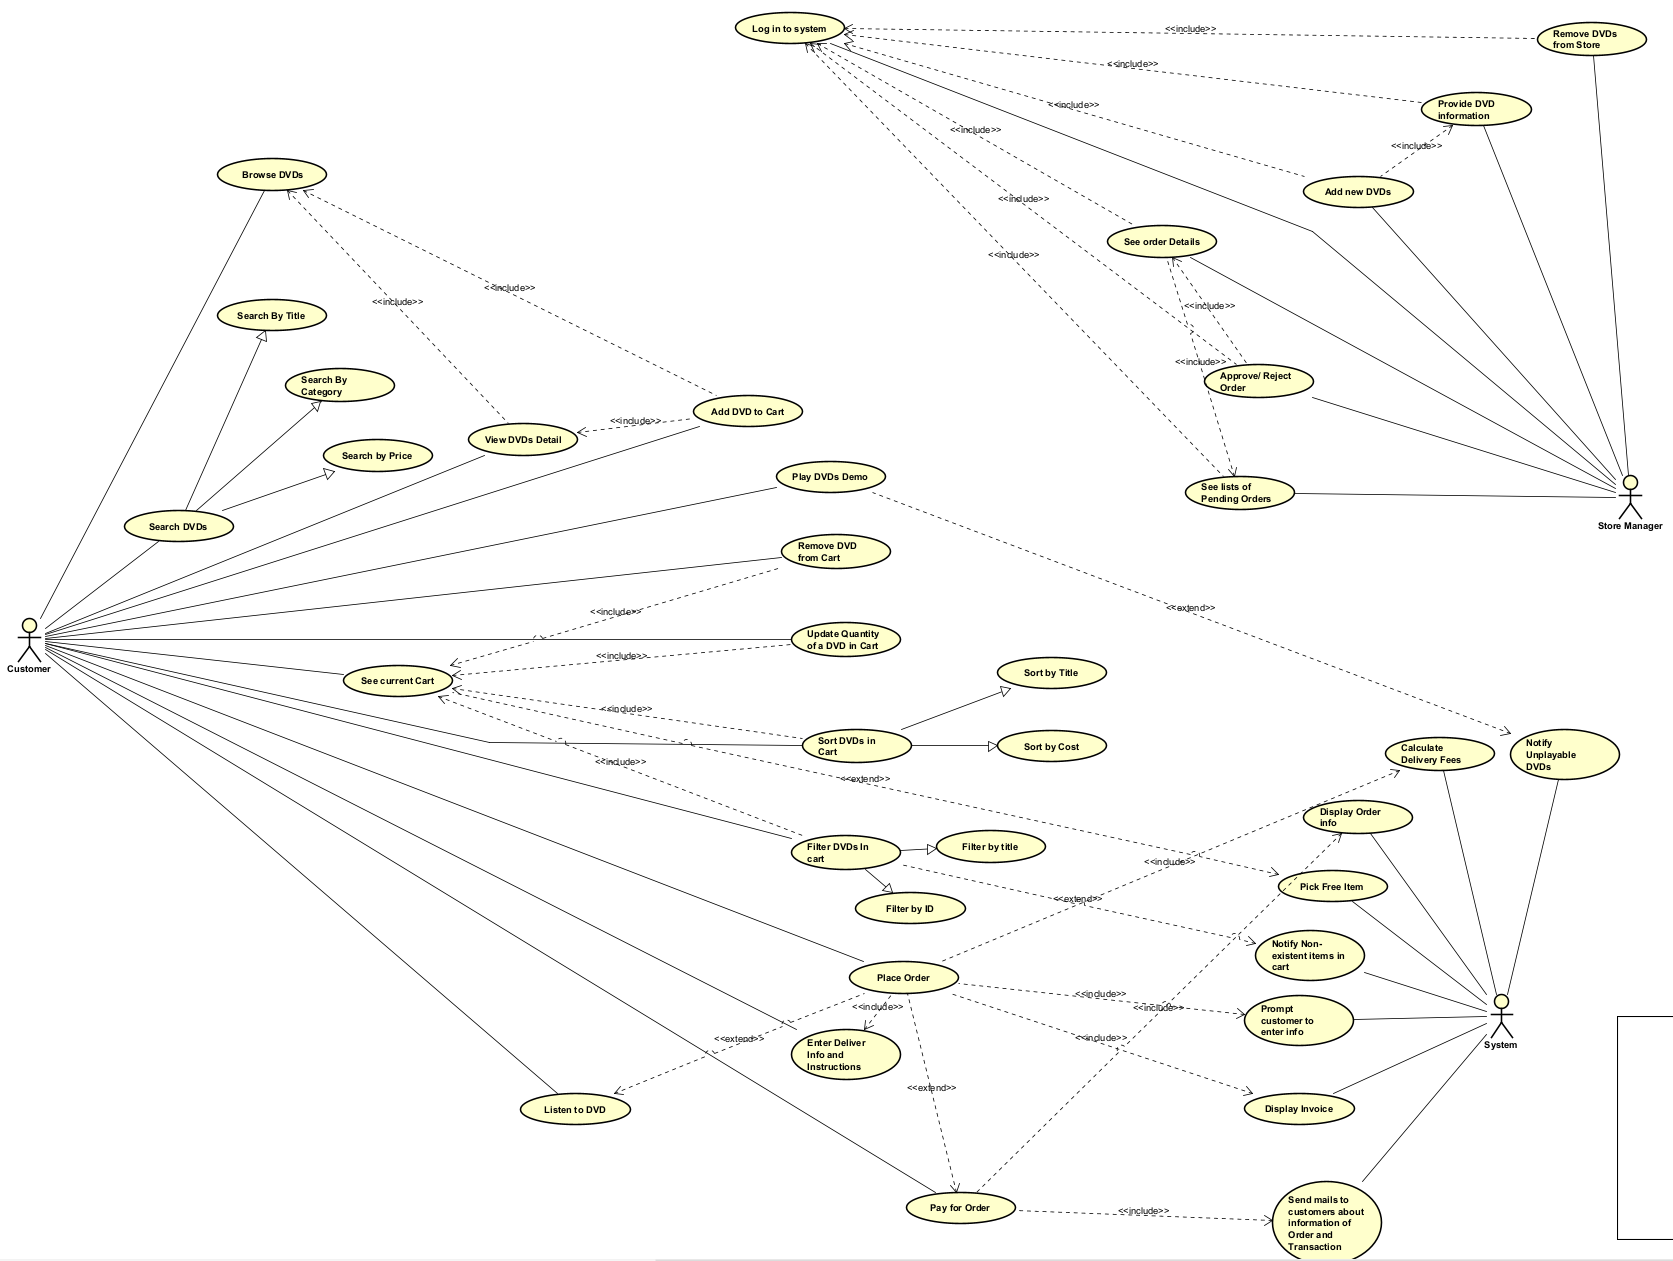 Log in to system
<<include>>
Remove DVDs
from Store
<<include>>
Provide DVD
information
<<include>>
<<include>>
<<include>>
Add new DVDs
Browse DVDs
<<include>>
See order Details
<<include>>
<<include>>
<<include>>
<<include>>
Search By Title
<<include>>
Search By
Category
Approve/ Reject
Order
Add DVD to Cart
<<include>>
View DVDs Detail
Search by Price
Play DVDs Demo
See lists of
Pending Orders
Store Manager
Search DVDs
Remove DVD
from Cart
<<extend>>
<<include>>
Customer
Update Quantity
of a DVD in Cart
<<include>>
See current Cart
Sort by Title
<<include>>
Sort DVDs in
Cart
Sort by Cost
Calculate
Delivery Fees
Notify
Unplayable
DVDs
<<include>>
<<extend>>
Display Order
info
Filter DVDs In
cart
Filter by title
<<include>>
Pick Free Item
<<extend>>
Filter by ID
Notify Non-
existent items in
cart
Place Order
<<include>>
<<include>>
<<include>>
Prompt
customer to
enter info
System
<<extend>>
Enter Deliver
Info and
Instructions
<<include>>
<<extend>>
Listen to DVD
Display Invoice
Pay for Order
<<include>>
Send mails to
customers about
information of
Order and
Transaction